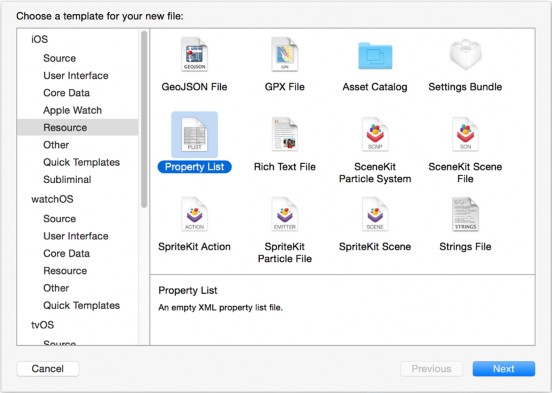 Choose a template for your new file:
iOS
Source
User Interface
Core Data
Apple Watch
Resource
Other
Quick Templates
Subliminal
watchOS
Source
User Interface
Core Data
Resource
Other
Quick Templates
tvOS
Source
GEOJSON
GPX
GeoJSON File
GPX File
Asset Catalog
Settings Bundle
PLIST
SCNP
SCN
Property List
Rich Text File
SceneKit
Particle System
SceneKit Scene
File
ACTION
EMITTER
SCENE
STRINGS
SpriteKit Action
SpriteKit
Particle File
SpriteKit Scene
Strings File
Property List
An empty XML property list file.
Cancel
Previous
Next